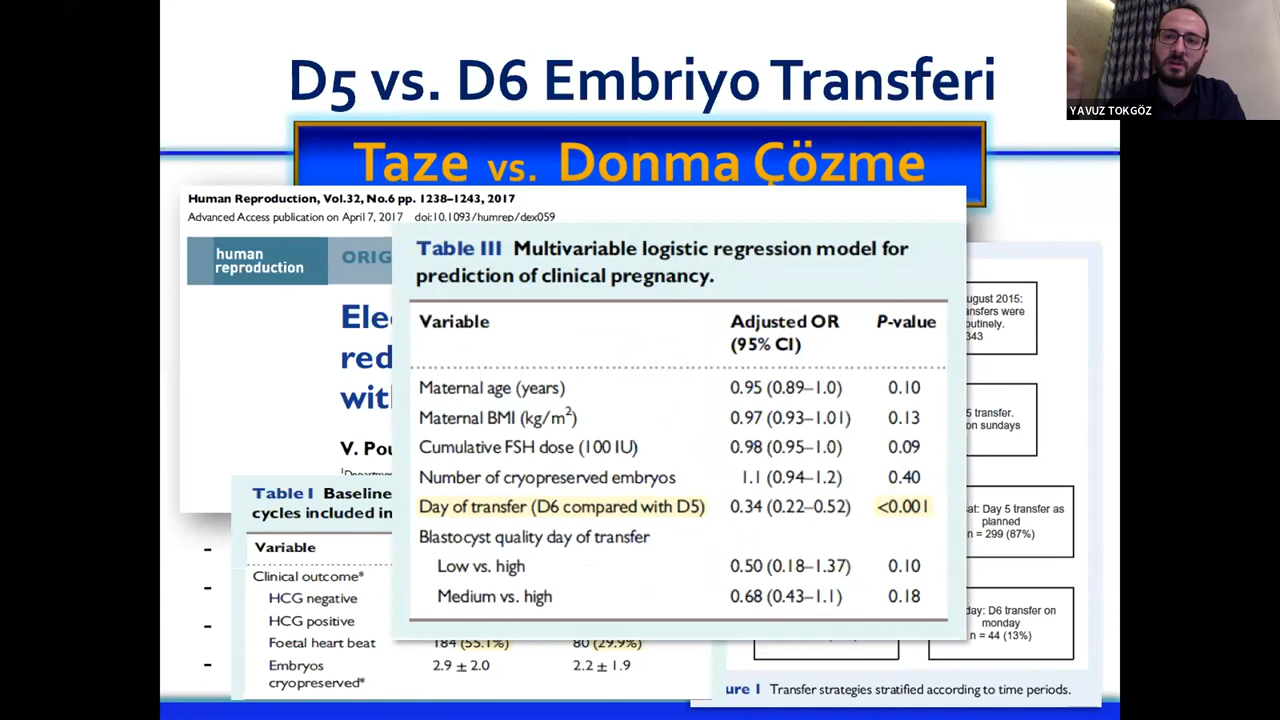 YAVUZ TOKGÖZ
D5 vs. D6 Embriyo Transferi
Taze vs. Donma Çözme
Human Reproduction, Vol.32, No.6 pp. 1238–1243, 2017
Advanced Access publication on April 7, 2017 doi:10.1093/humrep/dex059
human
reproduction
ORIG
Ele
red
wit
V. Pou
Table I Baseline
cycles included in
Variable
Clinical outcome*
HCG negative
HCG positive
Foetal heart beat 184 (55.1%) 80 (29.9%)
Embryos 2.9 ± 2.0 2.2 ± 1.9
cryopreserved*
Table III Multivariable logistic regression model for
prediction of clinical pregnancy.
Variable Adjusted OR P-value
(95% CI)
Maternal age (years) 0.95 (0.89–1.0) 0.10
Maternal BMI (kg/m²) 0.97 (0.93–1.01) 0.13
Cumulative FSH dose (100 IU) 0.98 (0.95–1.0) 0.09
Number of cryopreserved embryos 1.1 (0.94–1.2) 0.40
Day of transfer (D6 compared with D5) 0.34 (0.22–0.52) <0.001
Blastocyst quality day of transfer
Low vs. high 0.50 (0.18–1.37) 0.10
Medium vs. high 0.68 (0.43–1.1) 0.18
ugust 2015:
nsfers were
utinely.
343
5 transfer.
on sundays
at: Day 5 transfer as
planned
n = 299 (87%)
day: D6 transfer on
monday
n = 44 (13%)
ure 1 Transfer strategies stratified according to time periods.